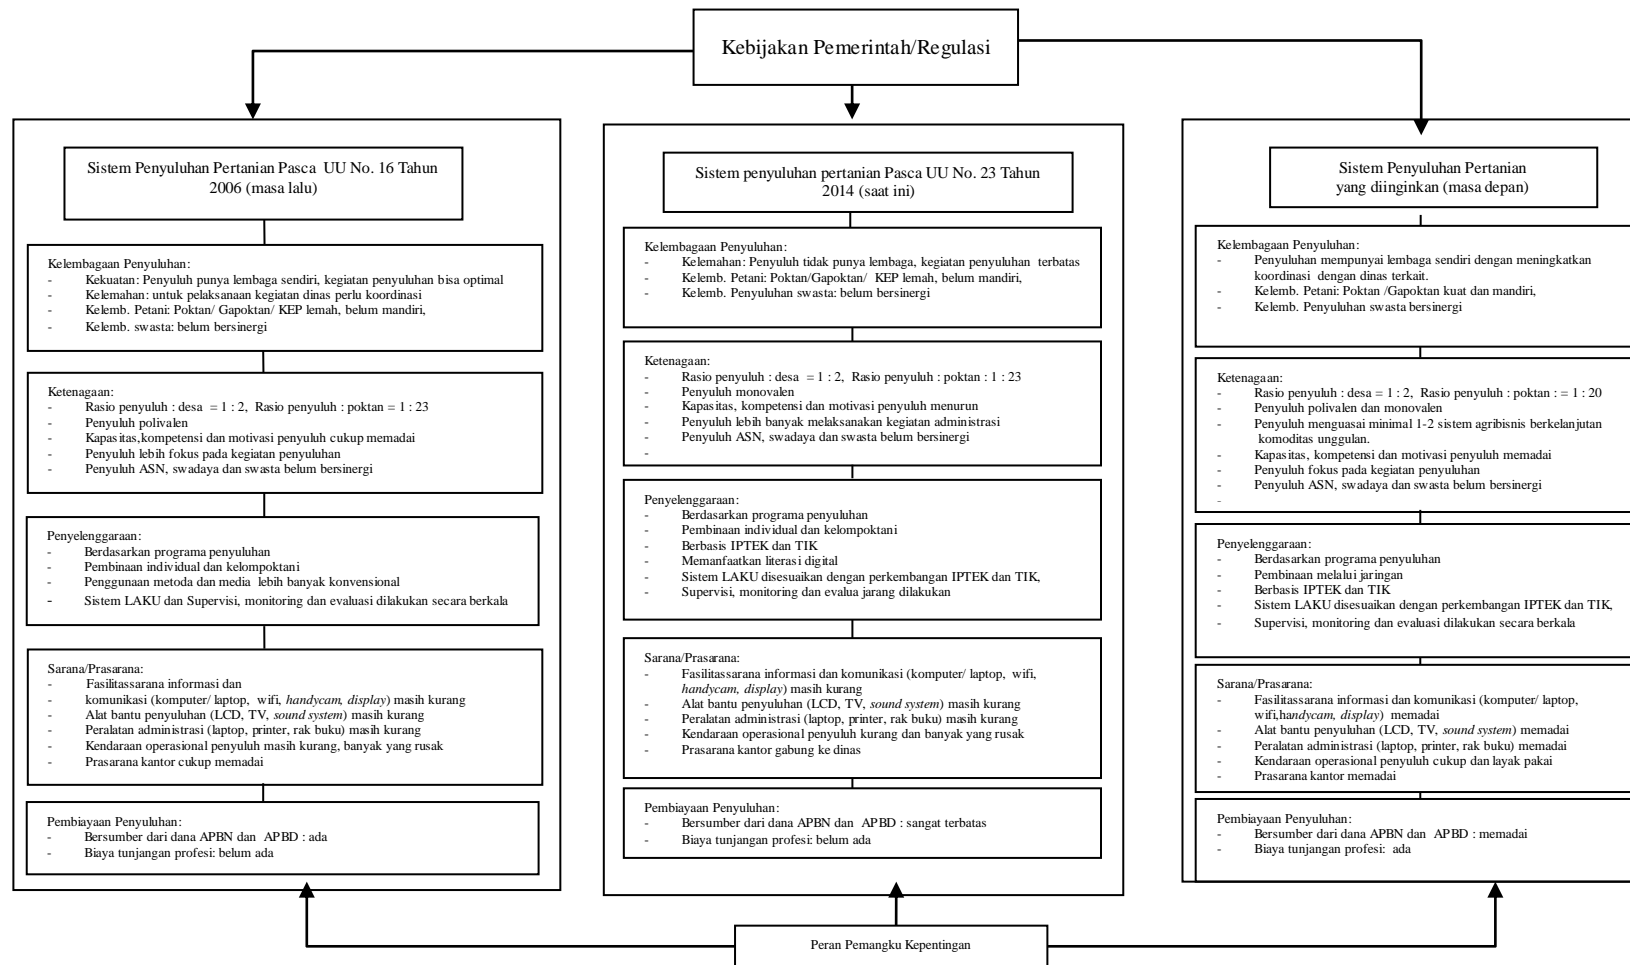 Kebijakan Pemerintah/Regulasi
Sistem Penyuluhan Pertanian Pasca UU No. 16 Tahun
2006 (masa lalu)
Kelembagaan Penyuluhan:
- Kekuatan: Penyuluh punya lembaga sendiri, kegiatan penyuluhan bisa optimal
- Kelemahan: untuk pelaksanaan kegiatan dinas perlu koordinasi
- Kelemb. Petani: Poktan/ Gapoktan/ KEP lemah, belum mandiri,
- Kelemb. swasta: belum bersinergi
Ketenagaan:
- Rasio penyuluh : desa = 1 : 2, Rasio penyuluh : poktan = 1 : 23
- Penyuluh polivalen
- Kapasitas,kompetensi dan motivasi penyuluh cukup memadai
- Penyuluh lebih fokus pada kegiatan penyuluhan
- Penyuluh ASN, swadaya dan swasta belum bersinergi
Penyelenggaraan:
- Berdasarkan programa penyuluhan
- Pembinaan individual dan kelompoktani
- Penggunaan metoda dan media lebih banyak konvensional
- Sistem LAKU dan Supervisi, monitoring dan evaluasi dilakukan secara berkala
Sarana/Prasarana:
- Fasilitassarana informasi dan
- komunikasi (komputer/ laptop, wifi, handycam, display) masih kurang
- Alat bantu penyuluhan (LCD, TV, sound system) masih kurang
- Peralatan administrasi (laptop, printer, rak buku) masih kurang
- Kendaraan operasional penyuluh masih kurang, banyak yang rusak
- Prasarana kantor cukup memadai
Pembiayaan Penyuluhan:
- Bersumber dari dana APBN dan APBD : ada
- Biaya tunjangan profesi: belum ada
Sistem penyuluhan pertanian Pasca UU No. 23 Tahun
2014 (saat ini)
Kelembagaan Penyuluhan:
- Kelemahan: Penyuluh tidak punya lembaga, kegiatan penyuluhan terbatas
- Kelemb. Petani: Poktan/Gapoktan/ KEP lemah, belum mandiri,
- Kelemb. Penyuluhan swasta: belum bersinergi
Ketenagaan:
- Rasio penyuluh : desa = 1 : 2, Rasio penyuluh : poktan : 1 : 23
- Penyuluh monovalen
- Kapasitas, kompetensi dan motivasi penyuluh menurun
- Penyuluh lebih banyak melaksanakan kegiatan administrasi
- Penyuluh ASN, swadaya dan swasta belum bersinergi
-
Penyelenggaraan:
- Berdasarkan programa penyuluhan
- Pembinaan individual dan kelompoktani
- Berbasis IPTEK dan TIK
- Memanfaatkan literasi digital
- Sistem LAKU disesuaikan dengan perkembangan IPTEK dan TIK,
- Supervisi, monitoring dan evalua jarang dilakukan
Sarana/Prasarana:
- Fasilitassarana informasi dan komunikasi (komputer/ laptop, wifi,
handycam, display) masih kurang
- Alat bantu penyuluhan (LCD, TV, sound system) masih kurang
- Peralatan administrasi (laptop, printer, rak buku) masih kurang
- Kendaraan operasional penyuluh kurang dan banyak yang rusak
- Prasarana kantor gabung ke dinas
Pembiayaan Penyuluhan:
- Bersumber dari dana APBN dan APBD : sangat terbatas
- Biaya tunjangan profesi: belum ada
Sistem Penyuluhan Pertanian
yang diinginkan (masa depan)
Kelembagaan Penyuluhan:
- Penyuluhan mempunyai lembaga sendiri dengan meningkatkan
koordinasi dengan dinas terkait.
- Kelemb. Petani: Poktan /Gapoktan kuat dan mandiri,
- Kelemb. Penyuluhan swasta bersinergi
Ketenagaan:
- Rasio penyuluh : desa = 1 : 2, Rasio penyuluh : poktan : = 1 : 20
- Penyuluh polivalen dan monovalen
- Penyuluh menguasai minimal 1-2 sistem agribisnis berkelanjutan
komoditas unggulan.
- Kapasitas, kompetensi dan motivasi penyuluh memadai
- Penyuluh fokus pada kegiatan penyuluhan
- Penyuluh ASN, swadaya dan swasta belum bersinergi
-
Penyelenggaraan:
- Berdasarkan programa penyuluhan
- Pembinaan melalui jaringan
- Berbasis IPTEK dan TIK
- Sistem LAKU disesuaikan dengan perkembangan IPTEK dan TIK,
- Supervisi, monitoring dan evaluasi dilakukan secara berkala
Sarana/Prasarana:
- Fasilitassarana informasi dan komunikasi (komputer/ laptop,
wifi,handycam, display) memadai
- Alat bantu penyuluhan (LCD, TV, sound system) memadai
- Peralatan administrasi (laptop, printer, rak buku) memadai
- Kendaraan operasional penyuluh cukup dan layak pakai
- Prasarana kantor memadai
Pembiayaan Penyuluhan:
- Bersumber dari dana APBN dan APBD : memadai
- Biaya tunjangan profesi: ada
Peran Pemangku Kepentingan